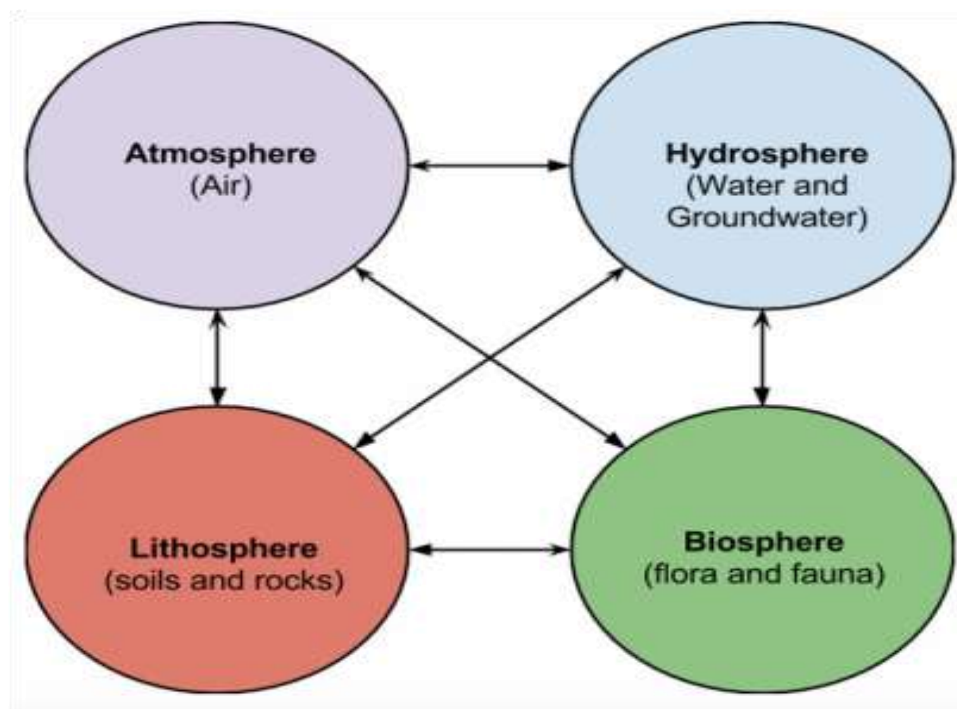 Atmosphere
(Air)
Hydrosphere
(Water and
Groundwater)
Lithosphere
(soils and rocks)
Biosphere
(flora and fauna)